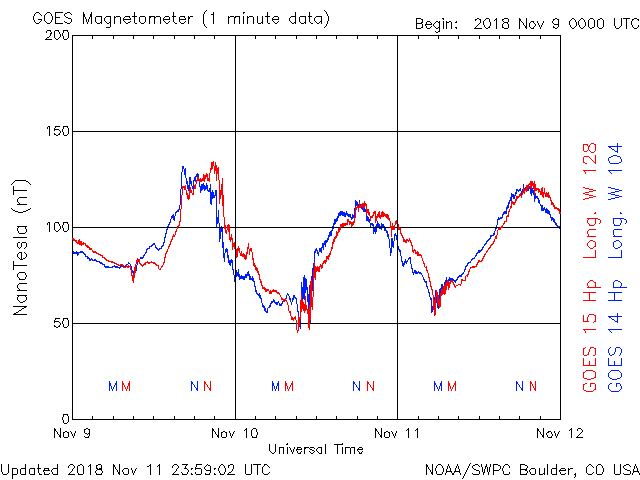 GOES Magnetometer (1 minute data)
Begin: 2018 Nov 9 0000 UTC
200
150
100
50
0
NanoTesla (nT)
M M N N M M N N M M N N
Nov 9 Nov 10 Nov 11 Nov 12
Universal Time
GOES 15 Hp Long. W 128
GOES 14 Hp Long. W 104
Updated 2018 Nov 11 23:59:02 UTC
NOAA/SWPC Boulder, CO USA